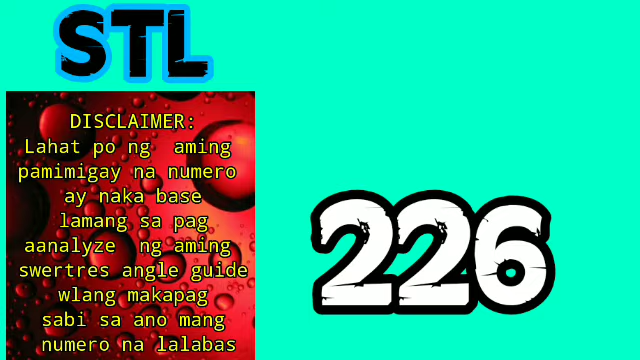 STL
DISCLAIMER:
Lahat po ng aming
pamimigay na numero
ay naka base
lamang sa pag
aanalyze ng aming
swertres angle guide
wlang makapag
sabi sa ano mang
numero na lalabas
226